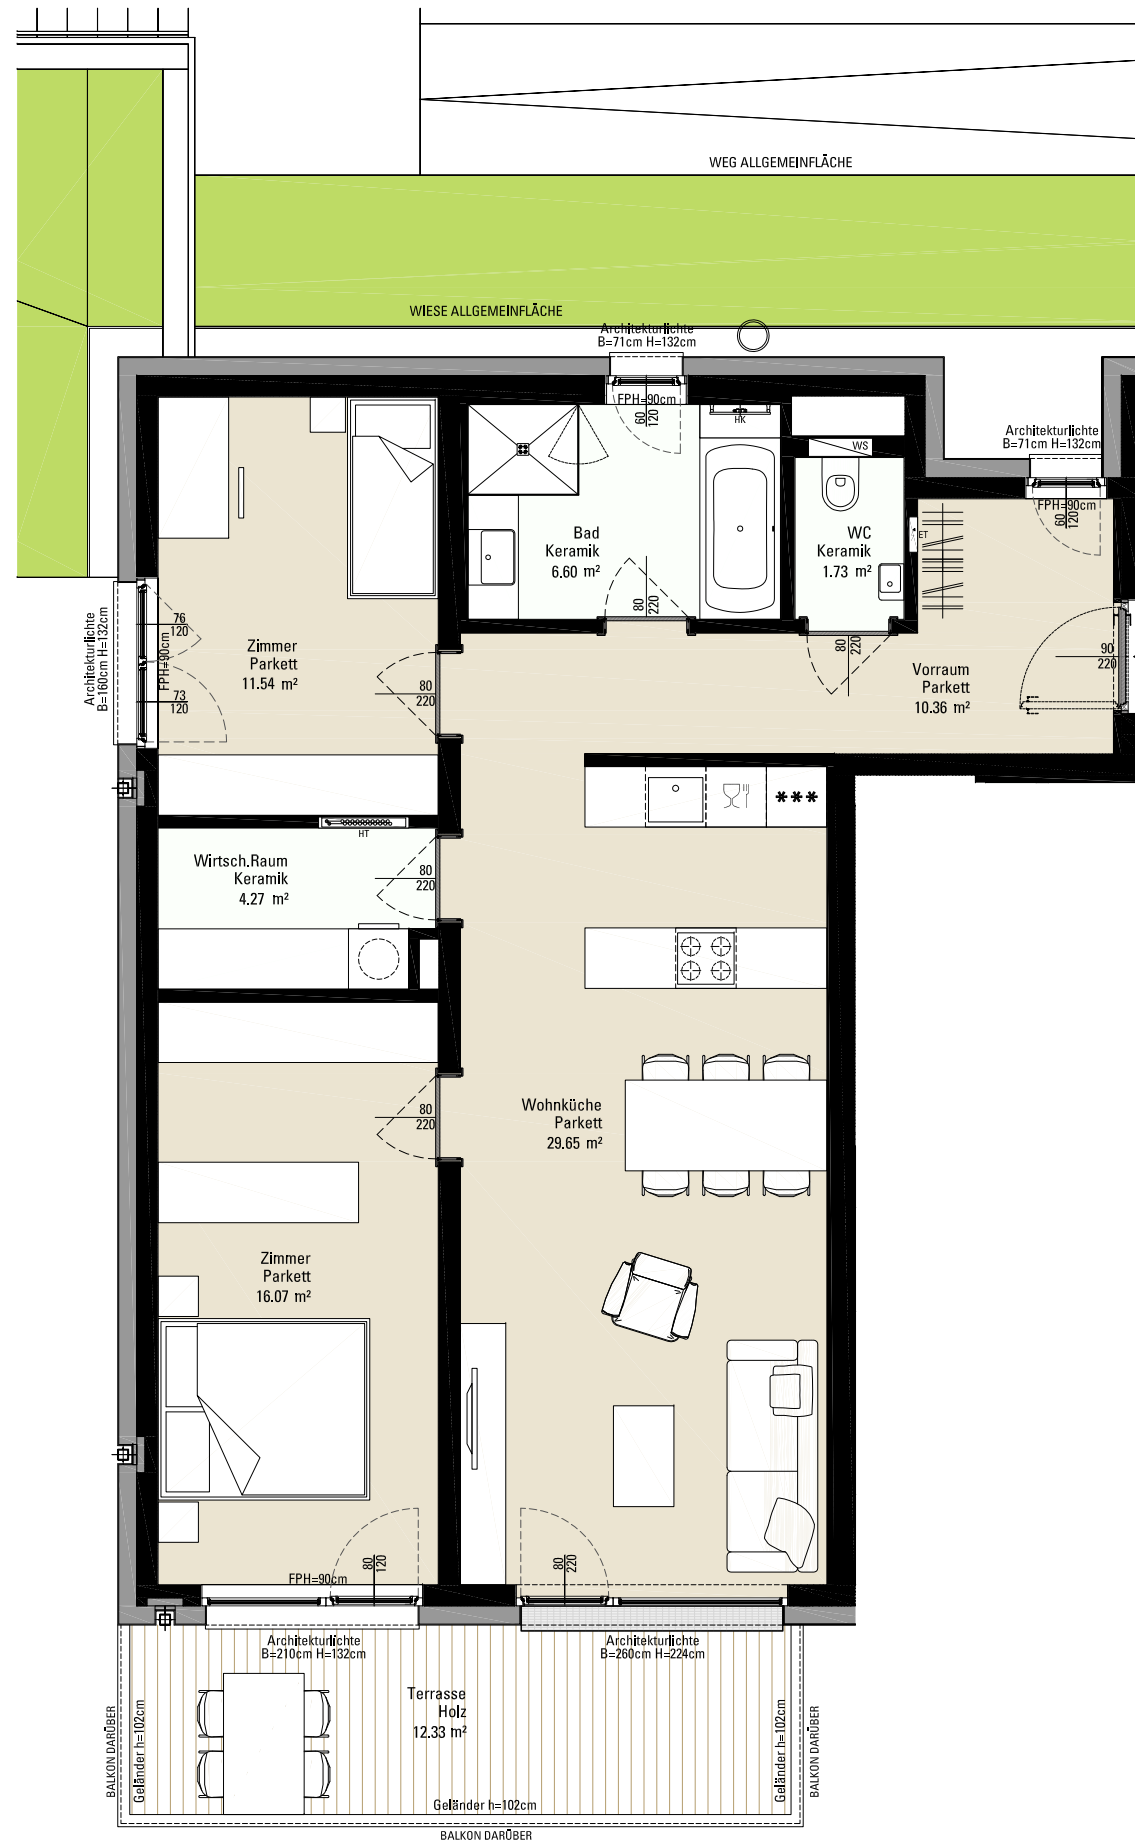 WEG ALLGEMEINFLÄCHE
WIESE ALLGEMEINFLÄCHE
Architekturlichte
B=71cm H=132cm
FPH=90cm
60
120
HK
WS
Architekturlichte
B=71cm H=132cm
FPH=90cm
60
120
ET
Bad
Keramik
6.60 m²
WC
Keramik
1.73 m²
80
220
80
220
Architekturlichte
B=160cm H=132cm
FPH=90cm
76
120
73
120
Zimmer
Parkett
11.54 m²
80
220
Vorraum
Parkett
10.36 m²
90
220
***
HT
Wirtsch.Raum
Keramik
4.27 m²
80
220
Wohnküche
Parkett
29.65 m²
80
220
Zimmer
Parkett
16.07 m²
FPH=90cm
80
120
80
220
Architekturlichte
B=210cm H=132cm
Architekturlichte
B=260cm H=224cm
Terrasse
Holz
12.33 m²
BALKON DARÜBER
Geländer h=102cm
Geländer h=102cm
BALKON DARÜBER
Geländer h=102cm
BALKON DARÜBER